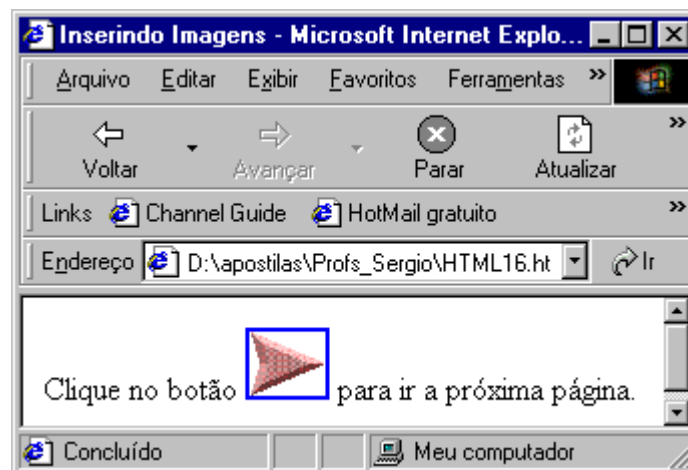 Inserindo Imagens - Microsoft Internet Explo...
Arquivo Editar Exibir Favoritos Ferramentas »
Voltar Avançar Parar Atualizar »
Links Channel Guide HotMail gratuito »
Endereço D:\apostilas\Profs_Sergio\HTML16.ht Ir
Clique no botão para ir a próxima página.
Concluído Meu computador